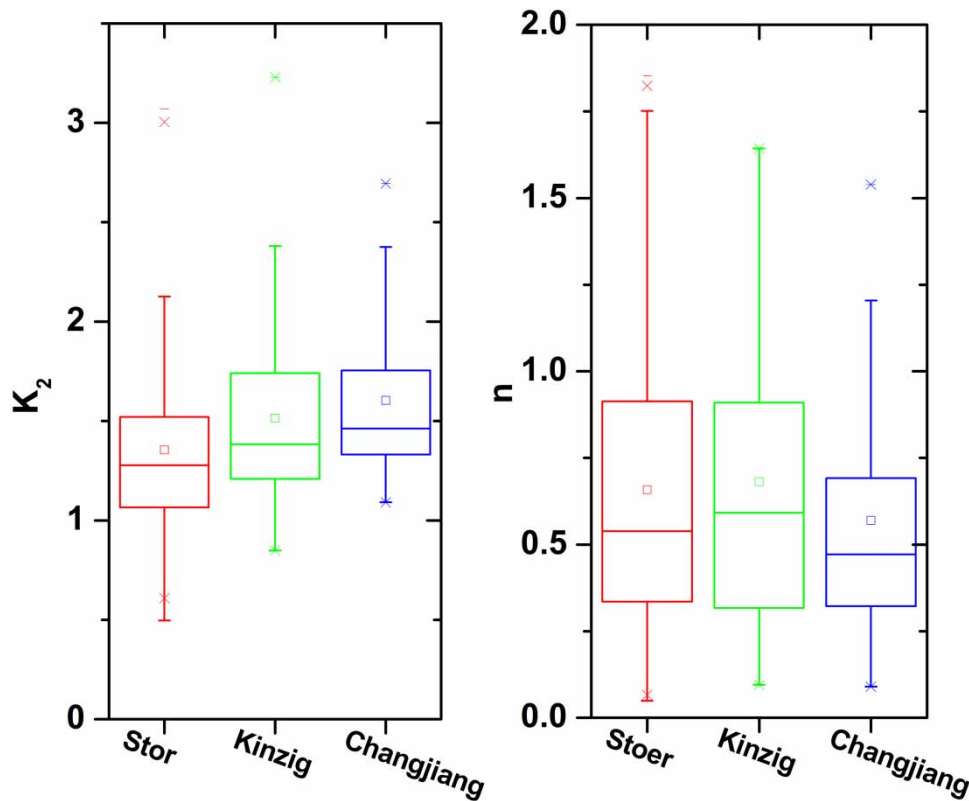 K₂
3
2
1
0
Stor
Kinzig
Changjiang
n
2.0
1.5
1.0
0.5
0.0
Stoer
Kinzig
Changjiang